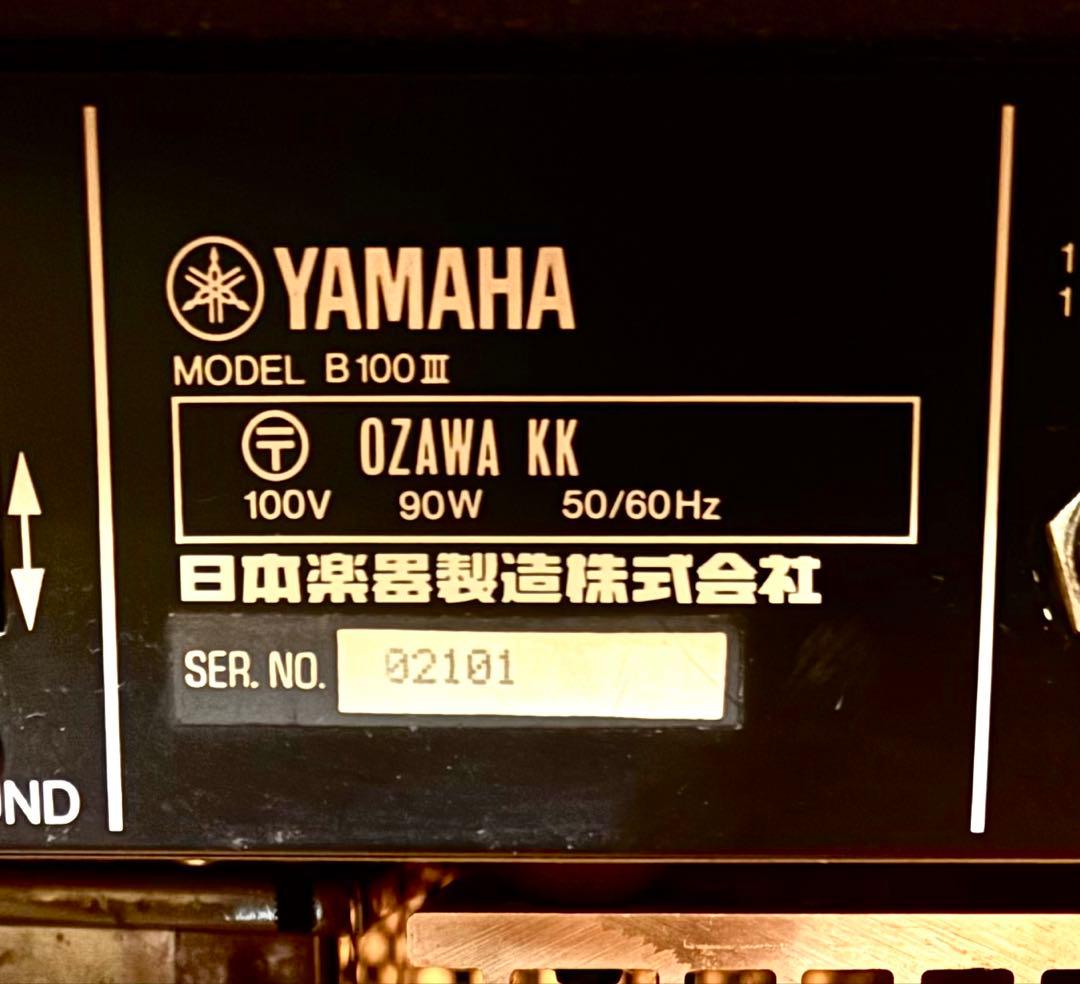 YAMAHA
MODEL B100Ⅲ
〒 OZAWA KK
100V 90W 50/60Hz
日本楽器製造株式会社
SER. NO. 02101